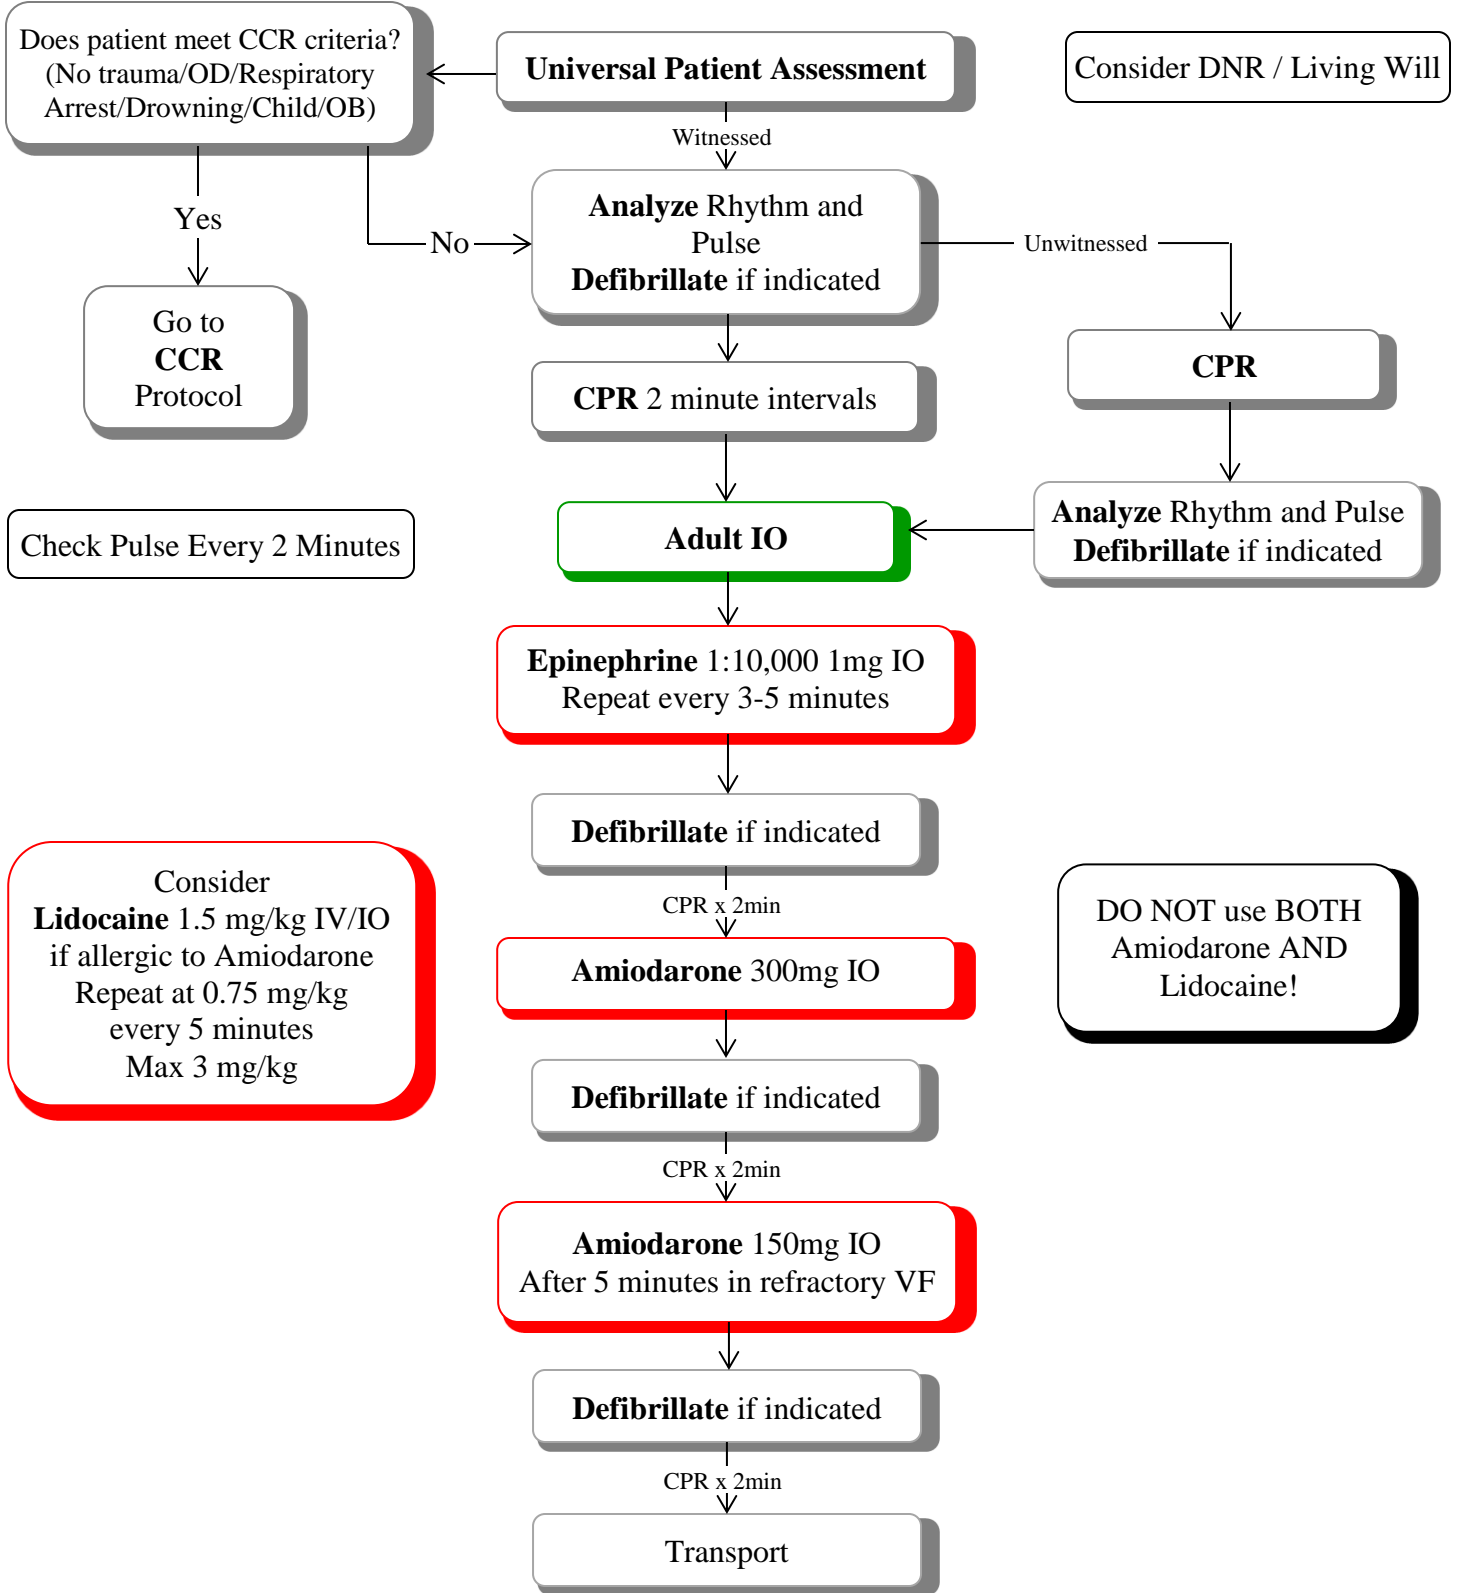 Does patient meet CCR criteria?
(No trauma/OD/Respiratory
Arrest/Drowning/Child/OB)
Universal Patient Assessment
Consider DNR / Living Will
Witnessed
Analyze Rhythm and
Pulse
Defibrillate if indicated
Yes
No
Unwitnessed
Go to
CCR
Protocol
CPR 2 minute intervals
CPR
Check Pulse Every 2 Minutes
Adult IO
Analyze Rhythm and Pulse
Defibrillate if indicated
Epinephrine 1:10,000 1mg IO
Repeat every 3-5 minutes
Defibrillate if indicated
CPR x 2min
Consider
Lidocaine 1.5 mg/kg IV/IO
if allergic to Amiodarone
Repeat at 0.75 mg/kg
every 5 minutes
Max 3 mg/kg
Amiodarone 300mg IO
DO NOT use BOTH
Amiodarone AND
Lidocaine!
Defibrillate if indicated
CPR x 2min
Amiodarone 150mg IO
After 5 minutes in refractory VF
Defibrillate if indicated
CPR x 2min
Transport